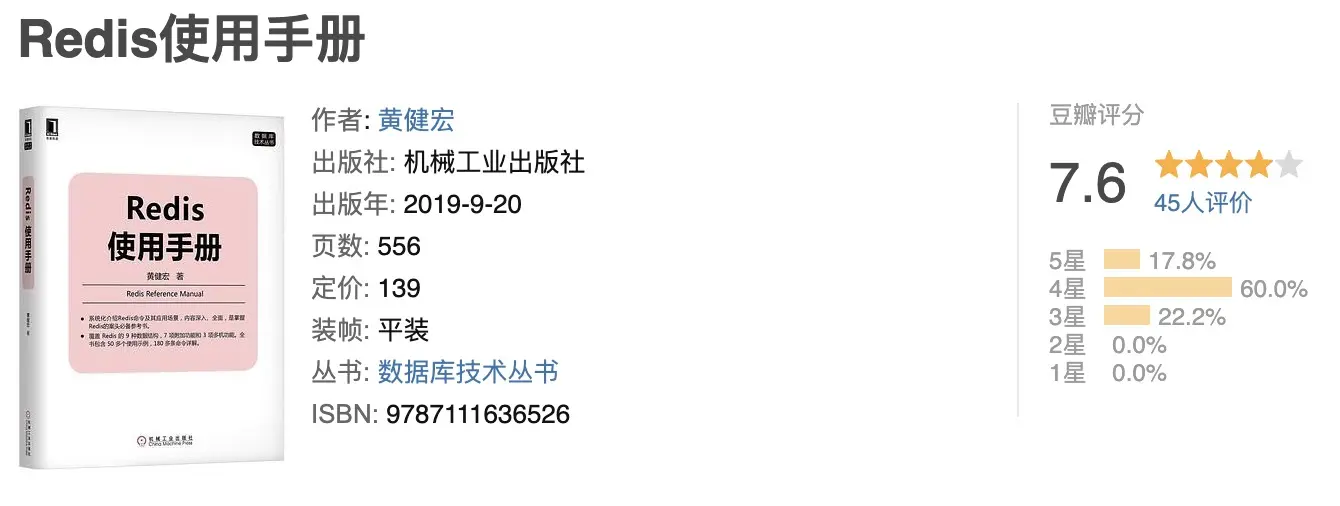 Redis使用手册
数据库
技术丛书
Redis
使用手册
黄健宏 著
Redis Reference Manual
系统化介绍Redis命令及其应用场景，内容深入、全面，是掌握
Redis的案头必备参考书。
覆盖 Redis 的 9 种数据结构，7 项附加功能和 3 项多机功能。全
书包含 50 多个使用示例，180 多条命令详解。
机械工业出版社
China Machine Press
Redis 使用手册
黄健宏 著
作者: 黄健宏
出版社: 机械工业出版社
出版年: 2019-9-20
页数: 556
定价: 139
装帧: 平装
丛书: 数据库技术丛书
ISBN: 9787111636526
豆瓣评分
7.6
45人评价
5星 17.8%
4星 60.0%
3星 22.2%
2星 0.0%
1星 0.0%